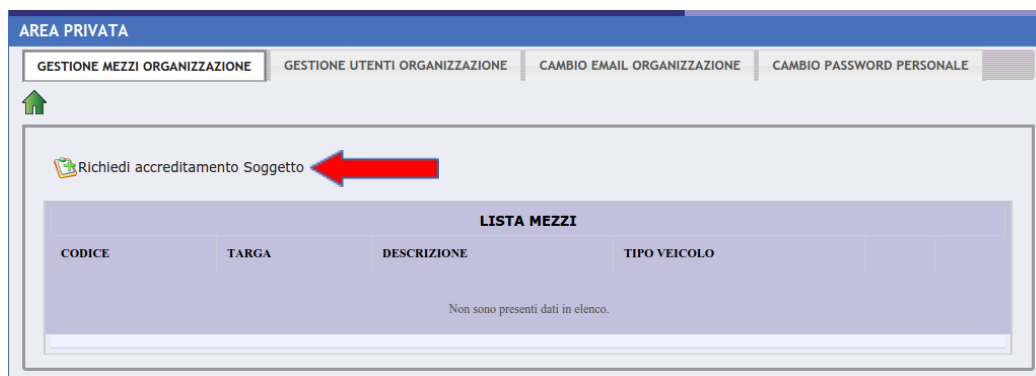 AREA PRIVATA
GESTIONE MEZZI ORGANIZZAZIONE GESTIONE UTENTI ORGANIZZAZIONE CAMBIO EMAIL ORGANIZZAZIONE CAMBIO PASSWORD PERSONALE
Richiedi accreditamento Soggetto
LISTA MEZZI
CODICE TARGA DESCRIZIONE TIPO VEICOLO
Non sono presenti dati in elenco.